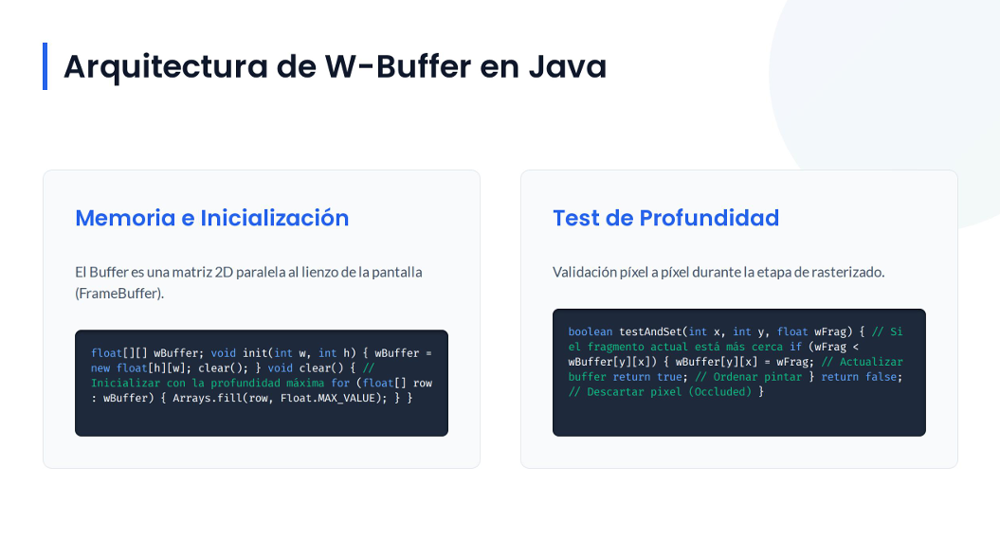 Arquitectura de W-Buffer en Java
Memoria e Inicialización
El Buffer es una matriz 2D paralela al lienzo de la pantalla
(FrameBuffer).
float[][] wBuffer; void init(int w, int h) { wBuffer =
new float[h][w]; clear(); } void clear() { //
Inicializar con la profundidad máxima for (float[] row
: wBuffer) { Arrays.fill(row, Float.MAX_VALUE); } }
Test de Profundidad
Validación píxel a píxel durante la etapa de rasterizado.
boolean testAndSet(int x, int y, float wFrag) { // Si
el fragmento actual está más cerca if (wFrag <
wBuffer[y][x]) { wBuffer[y][x] = wFrag; // Actualizar
buffer return true; // Ordenar pintar } return false;
// Descartar pixel (Occluded) }